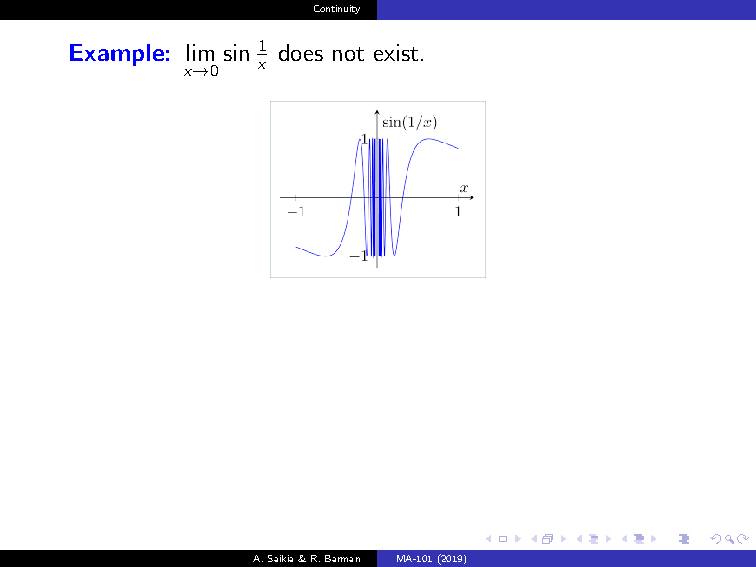 Continuity
Example: lim x→0 sin 1/x does not exist.
sin(1/x)
1
x
−1
1
−1
A. Saikia & R. Barman MA-101 (2019)